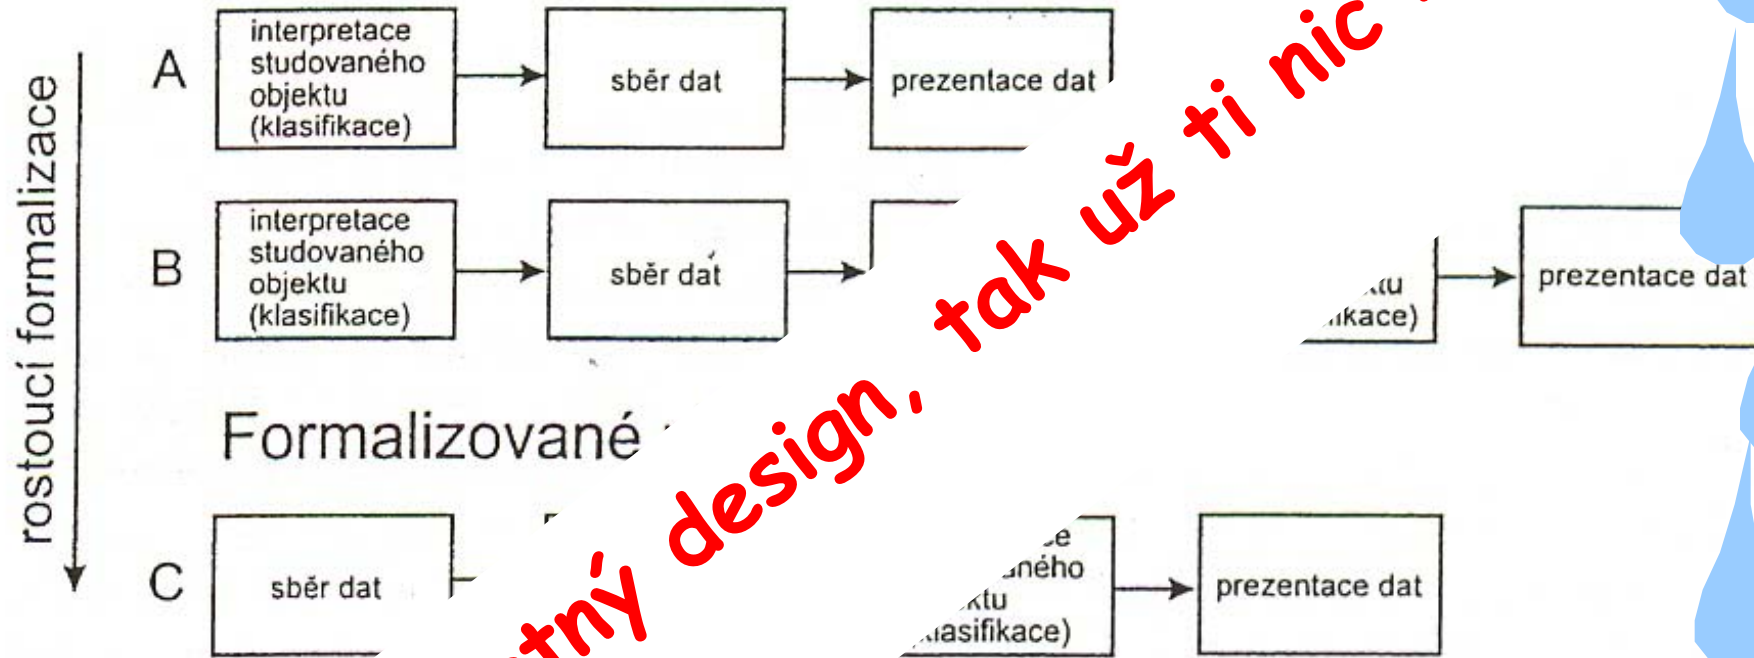 rostoucí formalizace
A
interpretace
studovaného
objektu
(klasifikace)
sběr dat
prezentace dat
B
interpretace
studovaného
objektu
(klasifikace)
sběr dat
prezentace dat
Formalizované
C
sběr dat
prezentace dat
design, tak už ti nic